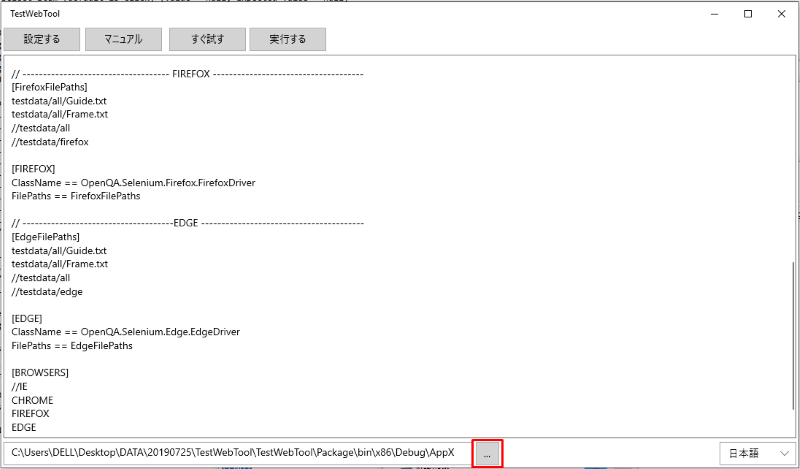 TestWebTool
設定する
マニュアル
すぐ試す
実行する
// ------------------------------------ FIREFOX -------------------------------------
[FirefoxFilePaths]
testdata/all/Guide.txt
testdata/all/Frame.txt
//testdata/all
//testdata/firefox
[FIREFOX]
ClassName == OpenQA.Selenium.Firefox.FirefoxDriver
FilePaths == FirefoxFilePaths
// -------------------------------------EDGE ----------------------------------------
[EdgeFilePaths]
testdata/all/Guide.txt
testdata/all/Frame.txt
//testdata/all
//testdata/edge
[EDGE]
ClassName == OpenQA.Selenium.Edge.EdgeDriver
FilePaths == EdgeFilePaths
[BROWSERS]
//IE
CHROME
FIREFOX
EDGE
C:\Users\DELL\Desktop\DATA\20190725\TestWebTool\TestWebTool\Package\bin\x86\Debug\AppX
...
日本語